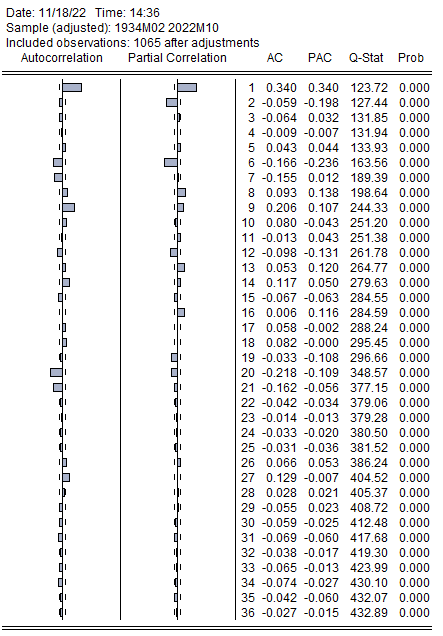 Date: 11/18/22 Time: 14:36
Sample (adjusted): 1934M02 2022M10
Included observations: 1065 after adjustments
Autocorrelation Partial Correlation AC PAC Q-Stat Prob
1 0.340 0.340 123.72 0.000
2 -0.059 -0.198 127.44 0.000
3 -0.064 0.032 131.85 0.000
4 -0.009 -0.007 131.94 0.000
5 0.043 0.044 133.93 0.000
6 -0.166 -0.236 163.56 0.000
7 -0.155 0.012 189.39 0.000
8 0.093 0.138 198.64 0.000
9 0.206 0.107 244.33 0.000
10 0.080 -0.043 251.20 0.000
11 -0.013 0.043 251.38 0.000
12 -0.098 -0.131 261.78 0.000
13 0.053 0.120 264.77 0.000
14 0.117 0.050 279.63 0.000
15 -0.067 -0.063 284.55 0.000
16 0.006 0.116 284.59 0.000
17 0.058 -0.002 288.24 0.000
18 0.082 -0.000 295.45 0.000
19 -0.033 -0.108 296.66 0.000
20 -0.218 -0.109 348.57 0.000
21 -0.162 -0.056 377.15 0.000
22 -0.042 -0.034 379.06 0.000
23 -0.014 -0.013 379.28 0.000
24 -0.033 -0.020 380.50 0.000
25 -0.031 -0.036 381.52 0.000
26 0.066 0.053 386.24 0.000
27 0.129 -0.007 404.52 0.000
28 0.028 0.021 405.37 0.000
29 -0.055 0.023 408.72 0.000
30 -0.059 -0.025 412.48 0.000
31 -0.069 -0.060 417.68 0.000
32 -0.038 -0.017 419.30 0.000
33 -0.065 -0.013 423.99 0.000
34 -0.074 -0.027 430.10 0.000
35 -0.042 -0.060 432.07 0.000
36 -0.027 -0.015 432.89 0.000